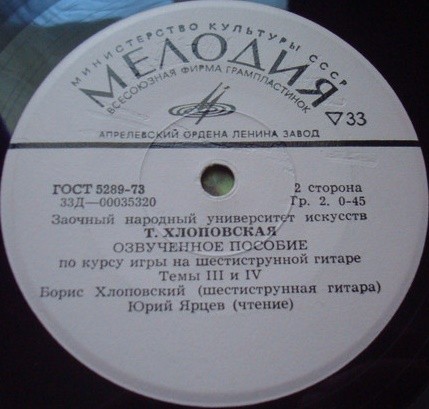 МИНИСТЕРСТВО КУЛЬТУРЫ СССР
МЕЛОДИЯ
ВСЕСОЮЗНАЯ ФИРМА ГРАМПЛАСТИНОК
33
АПРЕЛЕВСКИЙ ОРДЕНА ЛЕНИНА ЗАВОД
ГОСТ 5289-73 2 сторона
33Д—00035320 Гр. 2. 0-45
Заочный народный университет искусств
Т. ХЛОПОВСКАЯ
ОЗВУЧЕННОЕ ПОСОБИЕ
по курсу игры на шестиструнной гитаре
Темы III и IV
Борис Хлоповский (шестиструнная гитара)
Юрий Ярцев (чтение)